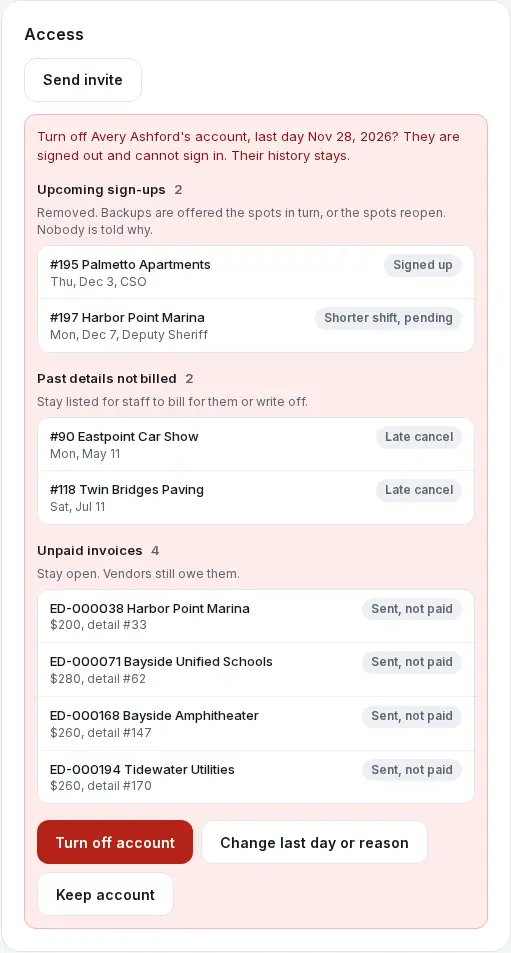 Access
Send invite
Turn off Avery Ashford's account, last day Nov 28, 2026? They are
signed out and cannot sign in. Their history stays.
Upcoming sign-ups 2
Removed. Backups are offered the spots in turn, or the spots reopen.
Nobody is told why.
#195 Palmetto Apartments
Signed up
Thu, Dec 3, CSO
#197 Harbor Point Marina
Shorter shift, pending
Mon, Dec 7, Deputy Sheriff
Past details not billed 2
Stay listed for staff to bill for them or write off.
#90 Eastpoint Car Show
Late cancel
Mon, May 11
#118 Twin Bridges Paving
Late cancel
Sat, Jul 11
Unpaid invoices 4
Stay open. Vendors still owe them.
ED-000038 Harbor Point Marina
Sent, not paid
$200, detail #33
ED-000071 Bayside Unified Schools
Sent, not paid
$280, detail #62
ED-000168 Bayside Amphitheater
Sent, not paid
$260, detail #147
ED-000194 Tidewater Utilities
Sent, not paid
$260, detail #170
Turn off account
Change last day or reason
Keep account